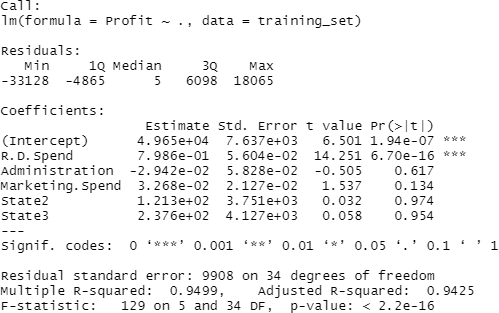 Call:
lm(formula = Profit ~ ., data = training_set)
Residuals:
Min 1Q Median 3Q Max
-33128 -4865 5 6098 18065
Coefficients:
Estimate Std. Error t value Pr(>|t|)
(Intercept) 4.965e+04 7.637e+03 6.501 1.94e-07 ***
R.D.Spend 7.986e-01 5.604e-02 14.251 6.70e-16 ***
Administration -2.942e-02 5.828e-02 -0.505 0.617
Marketing.Spend 3.268e-02 2.127e-02 1.537 0.134
State2 1.213e+02 3.751e+03 0.032 0.974
State3 2.376e+02 4.127e+03 0.058 0.954
---
Signif. codes: 0 ‘***’ 0.001 ‘**’ 0.01 ‘*’ 0.05 ‘.’ 0.1 ‘ ’ 1
Residual standard error: 9908 on 34 degrees of freedom
Multiple R-squared: 0.9499, Adjusted R-squared: 0.9425
F-statistic: 129 on 5 and 34 DF, p-value: < 2.2e-16